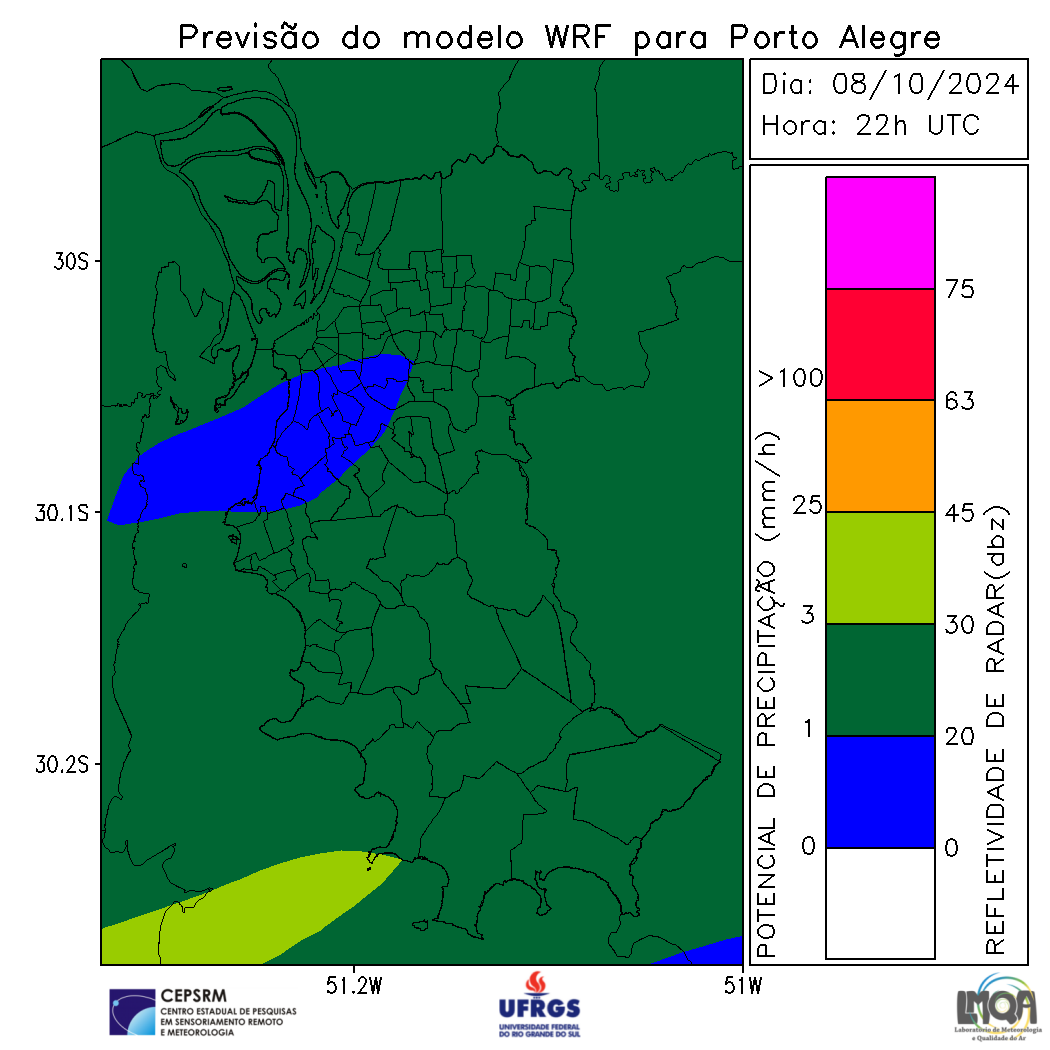 Previsão do modelo WRF para Porto Alegre
Dia: 08/10/2024
Hora: 22h UTC
30S
30.1S
30.2S
51.2W
51W
POTENCIAL DE PRECIPITAÇÃO (mm/h)
>100
25
3
1
0
75
63
45
30
20
0
REFLETIVIDADE DE RADAR(dbz)
CEPSRM
CENTRO ESTADUAL DE PESQUISAS
EM SENSORIAMENTO REMOTO
E METEOROLOGIA
UFRGS
UNIVERSIDADE FEDERAL
DO RIO GRANDE DO SUL
LMQA
Laboratório de Meteorologia
e Qualidade do Ar